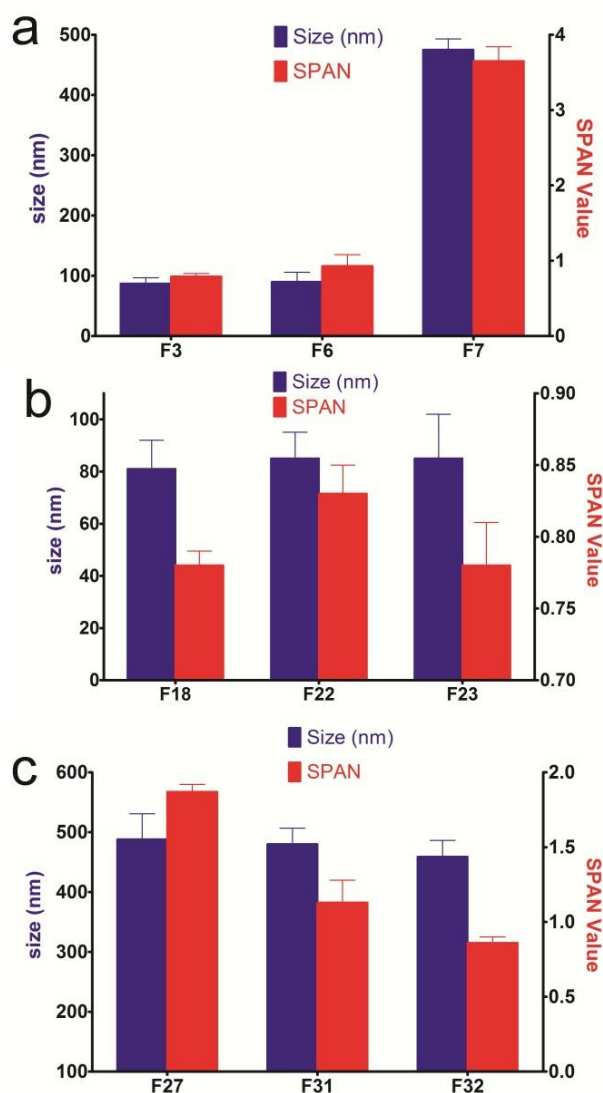 a
Size (nm)
SPAN
500
400
300
200
100
0
size (nm)
4
3
2
1
0
SPAN Value
F3 F6 F7
b
Size (nm)
SPAN
100
80
60
40
20
0
size (nm)
0.90
0.85
0.80
0.75
0.70
SPAN Value
F18 F22 F23
c
Size (nm)
SPAN
600
500
400
300
200
100
size (nm)
2.0
1.5
1.0
0.5
0.0
SPAN Value
F27 F31 F32